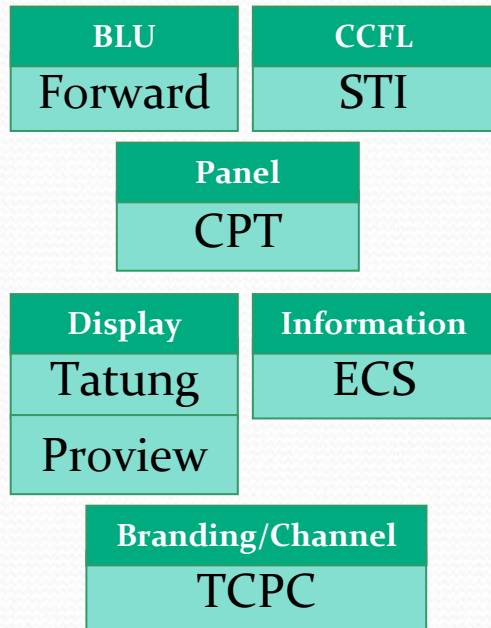 BLU
Forward
CCFL
STI
Panel
CPT
Display
Tatung
Proview
Information
ECS
Branding/Channel
TCPC